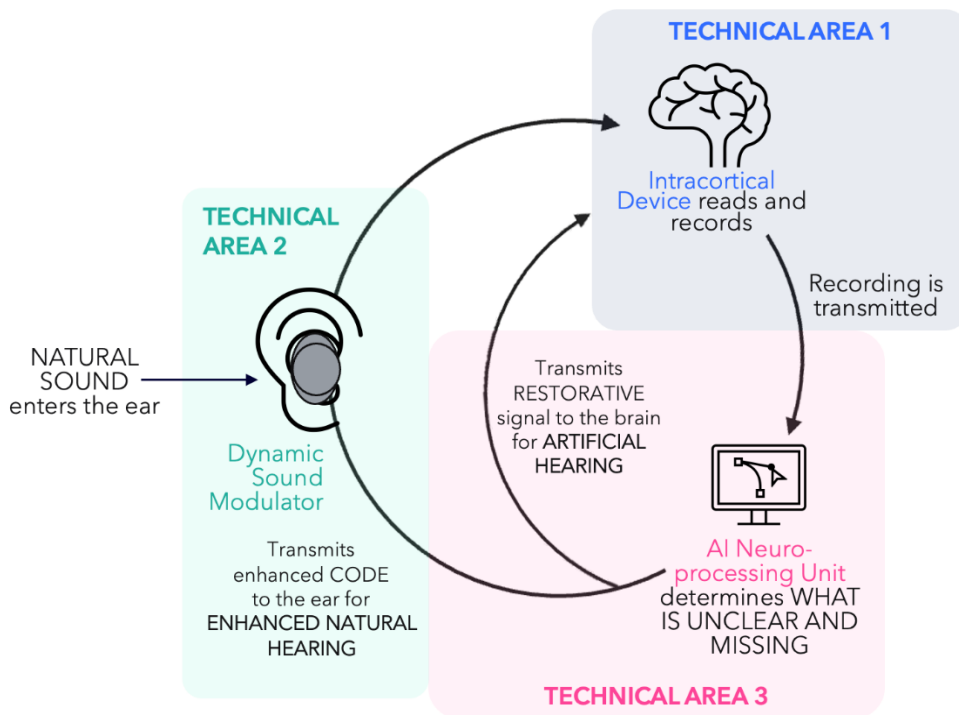 TECHNICAL AREA 1
Intracortical
Device reads and
records
Recording is
transmitted
TECHNICAL
AREA 2
NATURAL
SOUND
enters the ear
Dynamic
Sound
Modulator
Transmits
enhanced CODE
to the ear for
ENHANCED NATURAL
HEARING
Transmits
RESTORATIVE
signal to the brain
for ARTIFICIAL
HEARING
AI Neuro-
processing Unit
determines WHAT
IS UNCLEAR AND
MISSING
TECHNICAL AREA 3